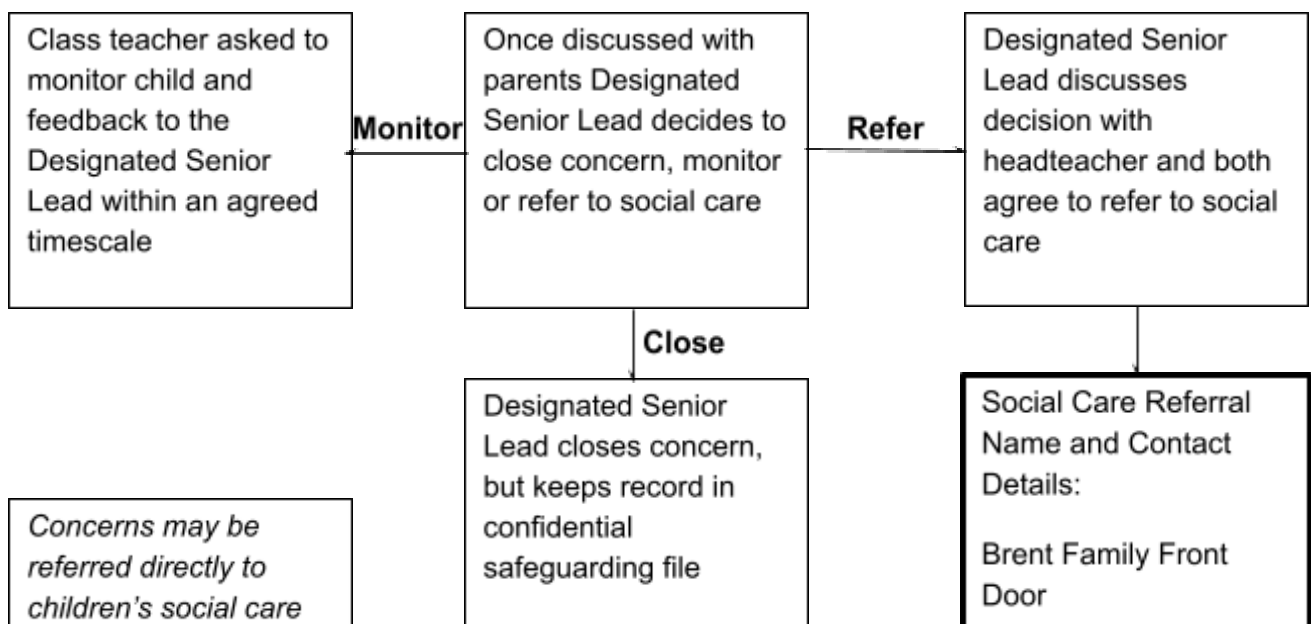 Class teacher asked to
monitor child and
feedback to the
Designated Senior
Lead within an agreed
timescale
Monitor
Once discussed with
parents Designated
Senior Lead decides to
close concern, monitor
or refer to social care
Refer
Designated Senior
Lead discusses
decision with
headteacher and both
agree to refer to social
care
Close
Designated Senior
Lead closes concern,
but keeps record in
confidential
safeguarding file
Social Care Referral
Name and Contact
Details:
Brent Family Front
Door
Concerns may be
referred directly to
children's social care